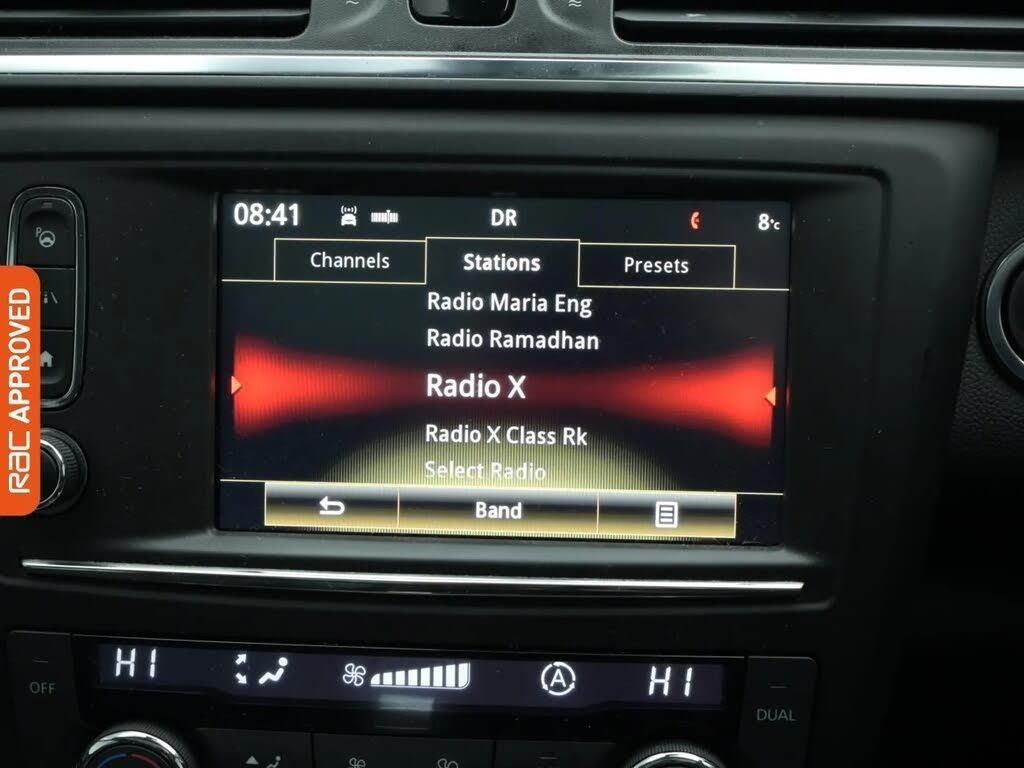 08:41 DR 8°c
Channels Stations Presets
Radio Maria Eng
Radio Ramadhan
Radio X
Radio X Class Rk
Select Radio
Band
rac APPROVED
HI A HI
OFF
DUAL